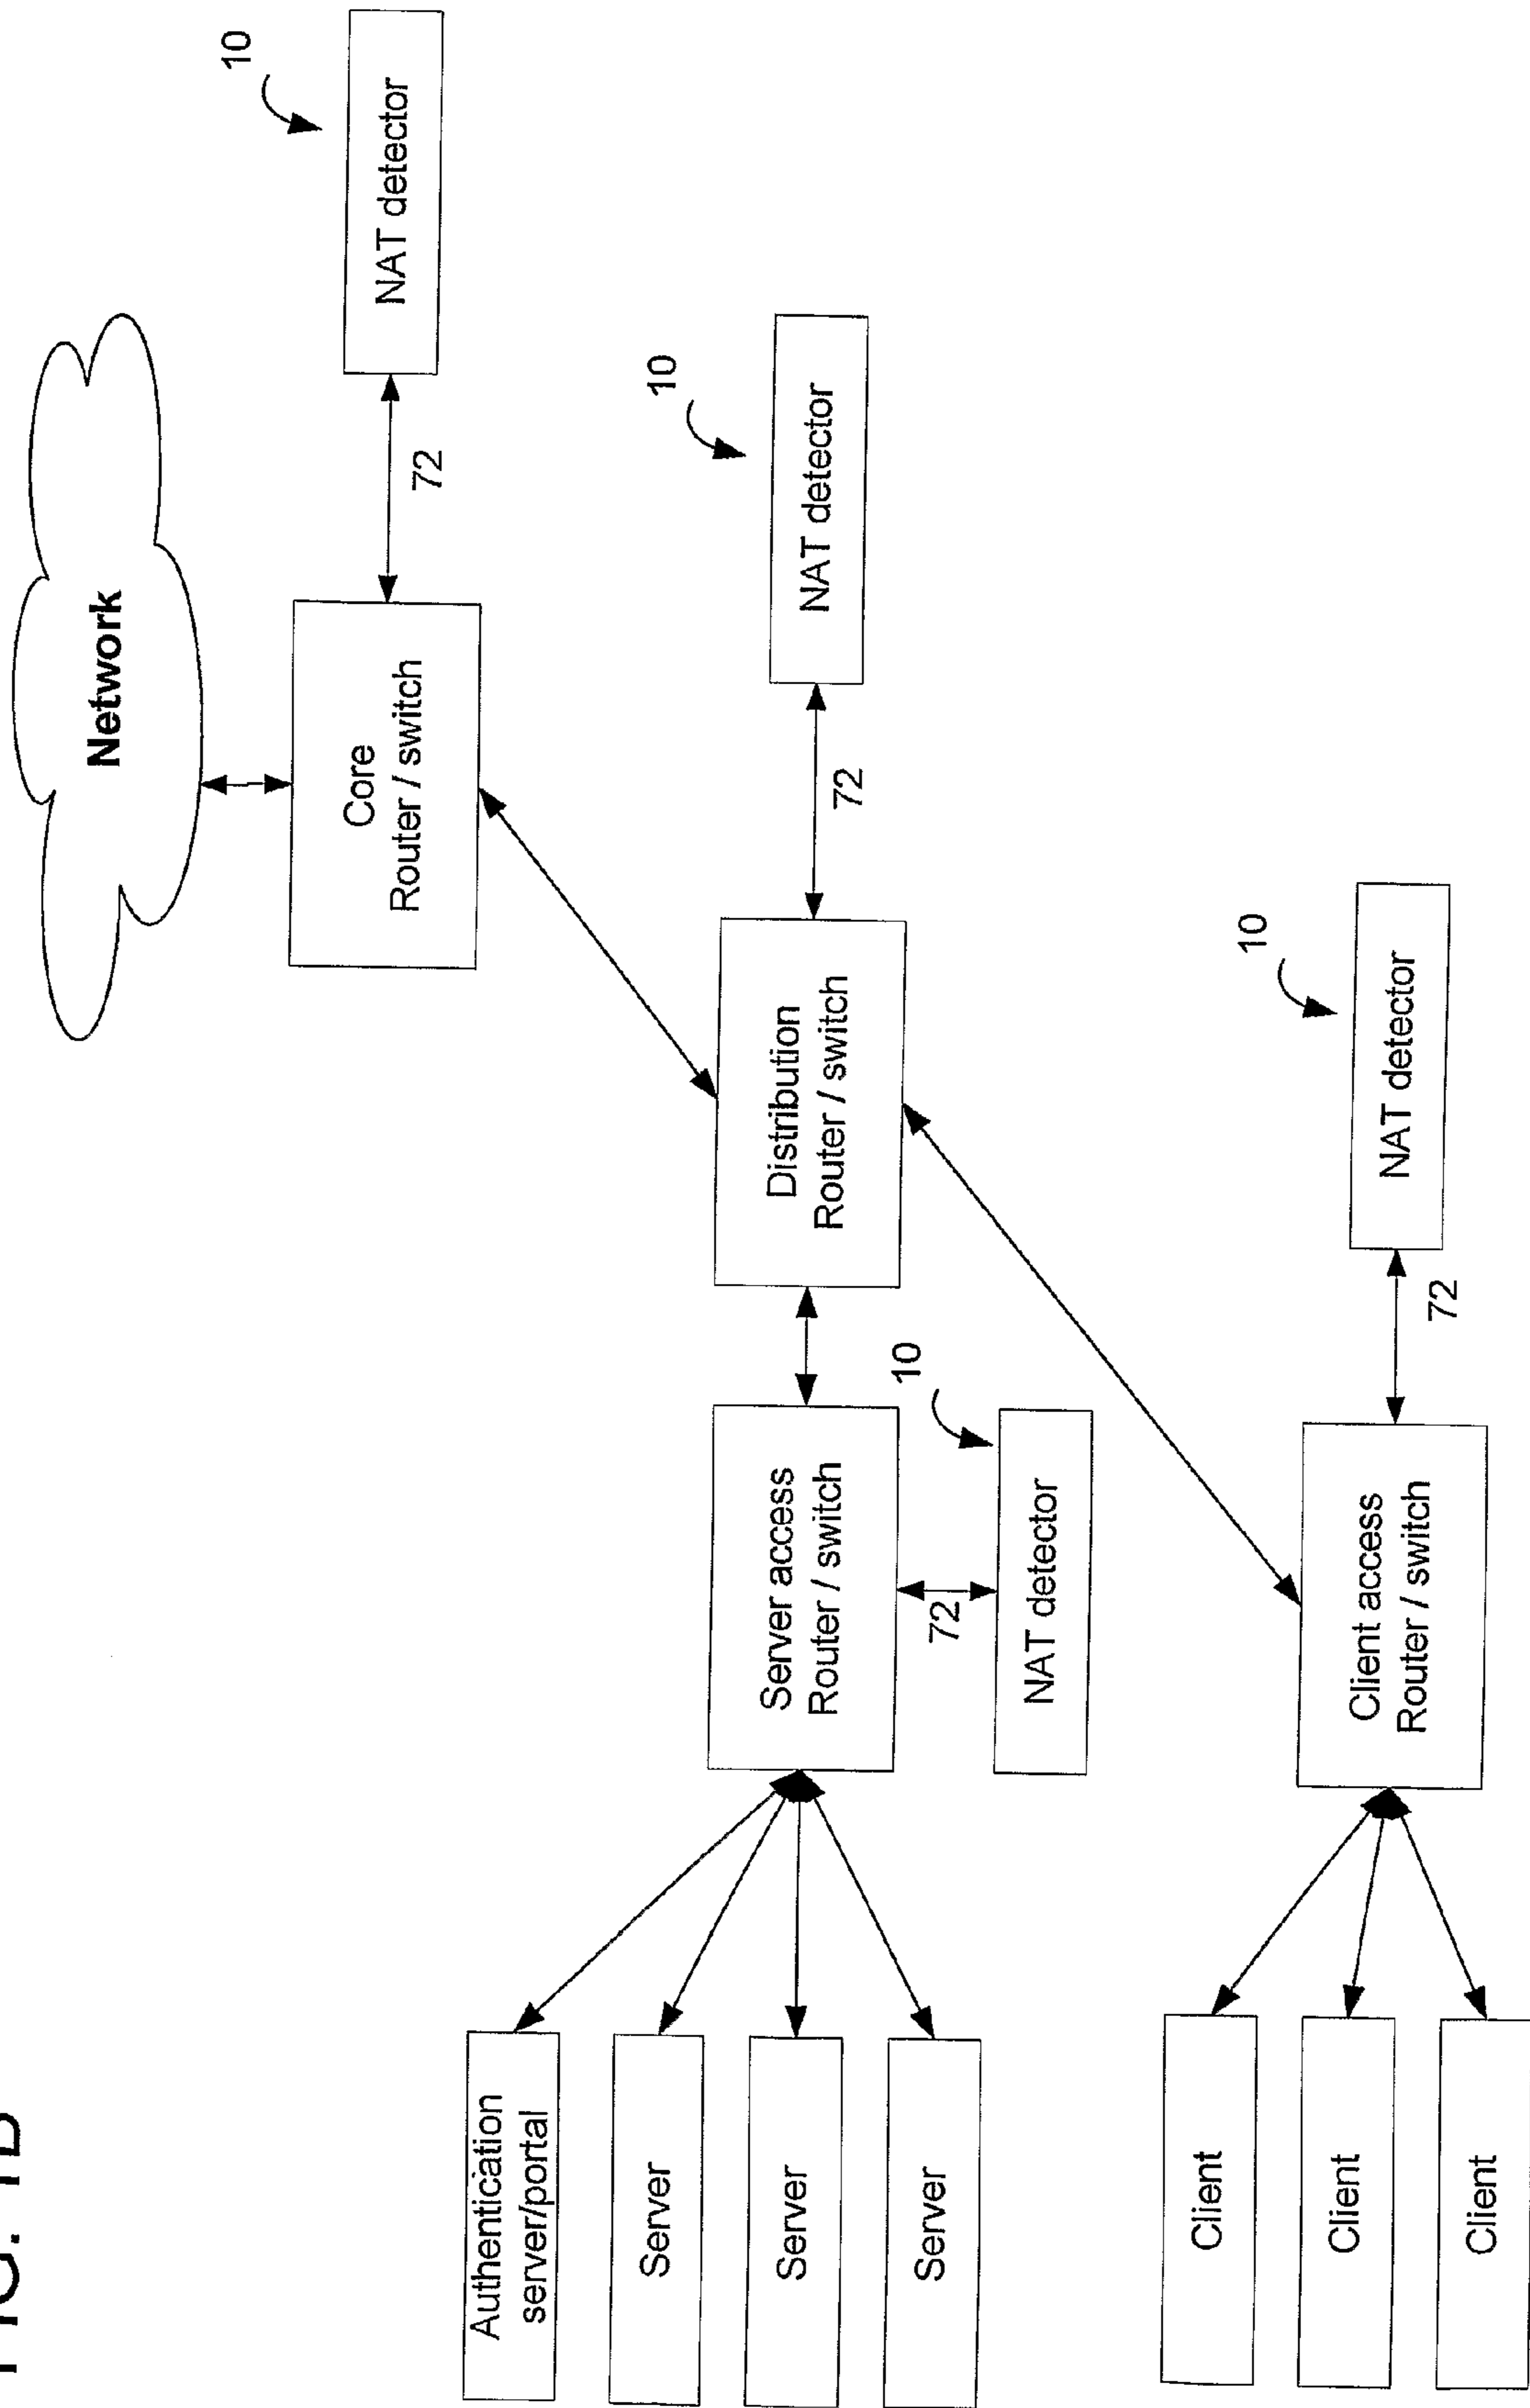 FIG. 1B
Network
Core
Router / switch
72
NAT detector
10
Distribution
Router / switch
72
NAT detector
10
Authentication
server/portal
Server
Server
Server
Server access
Router / switch
72
NAT detector
10
Client
Client
Client
Client access
Router / switch
72
NAT detector
10